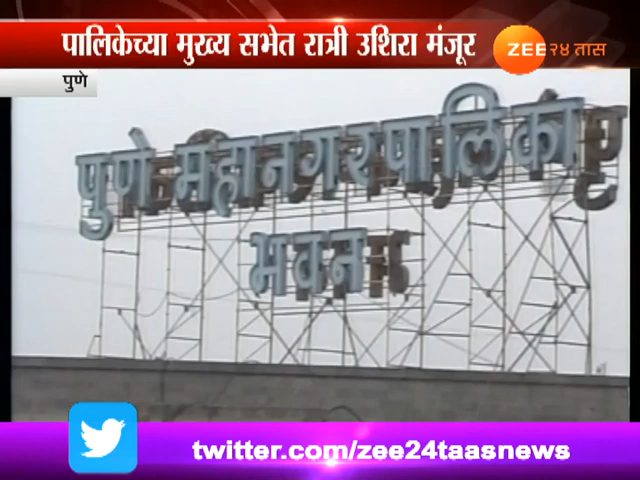 पालिकेच्या मुख्य सभेत रात्री उशिरा मंजूर
ZEE २४ तास
पुणे
पुणे महानगरपालिका
भवन
twitter.com/zee24taasnews